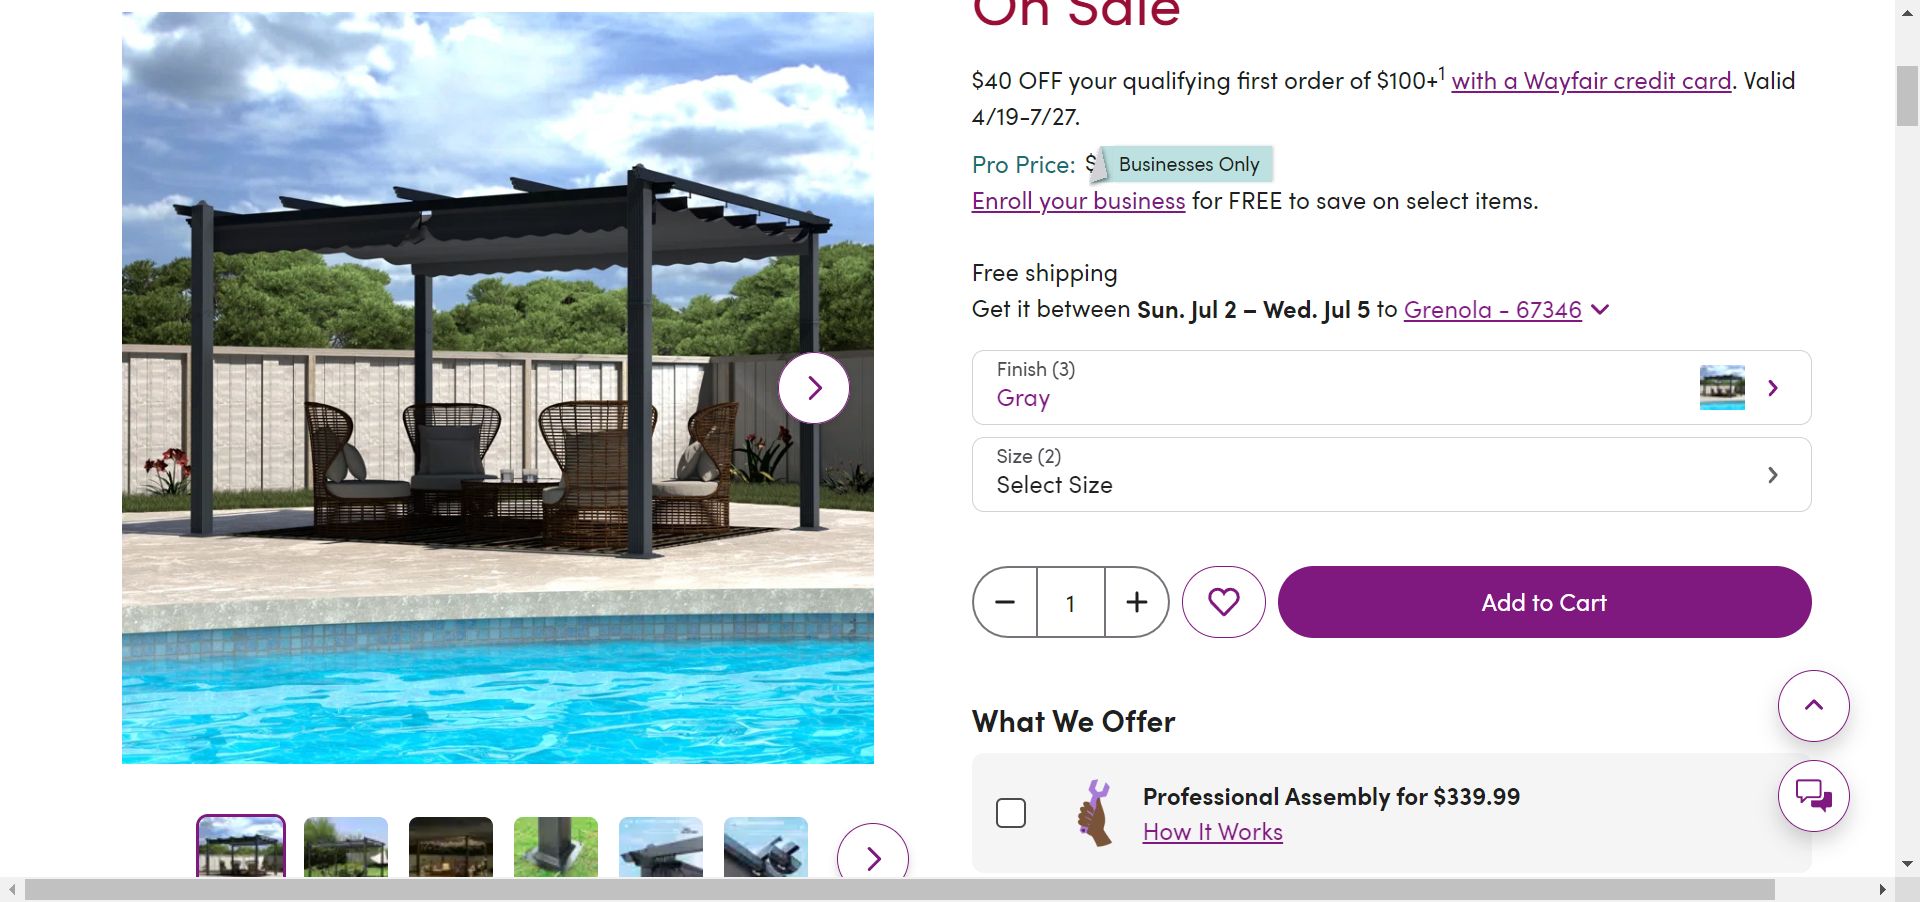 On Sale
$40 OFF your qualifying first order of $100+1 with a Wayfair credit card. Valid
4/19-7/27.
Pro Price: $ Businesses Only
Enroll your business for FREE to save on select items.
Free shipping
Get it between Sun. Jul 2 – Wed. Jul 5 to Grenola - 67346
Finish (3)
Gray
Size (2)
Select Size
1
Add to Cart
What We Offer
Professional Assembly for $339.99
How It Works